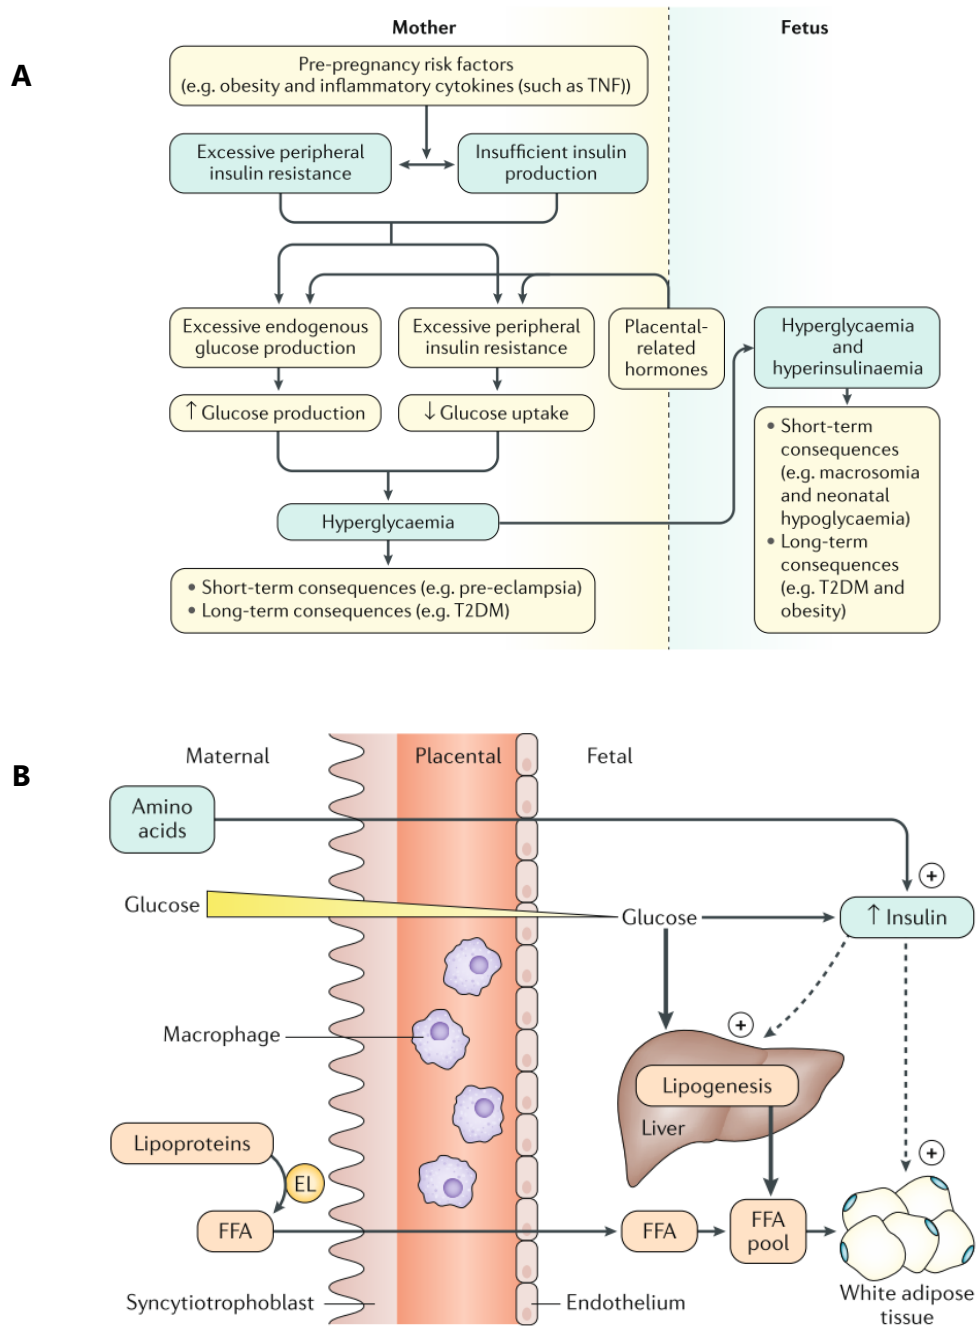 Mother
Fetus
A
Pre-pregnancy risk factors
(e.g. obesity and inflammatory cytokines (such as TNF))
Excessive peripheral
insulin resistance
Insufficient insulin
production
Excessive endogenous
glucose production
Excessive peripheral
insulin resistance
Placental-
related
hormones
Hyperglycaemia
and
hyperinsulinaemia
↑ Glucose production
↓ Glucose uptake
• Short-term
consequences
(e.g. macrosomia
and neonatal
hypoglycaemia)
• Long-term
consequences
(e.g. T2DM and
obesity)
Hyperglycaemia
• Short-term consequences (e.g. pre-eclampsia)
• Long-term consequences (e.g. T2DM)
B
Maternal
Placental
Fetal
Amino
acids
+
Glucose
Glucose
↑ Insulin
Macrophage
+
Lipogenesis
Liver
Lipoproteins
EL
+
FFA
FFA
FFA
pool
Syncytiotrophoblast
Endothelium
White adipose
tissue